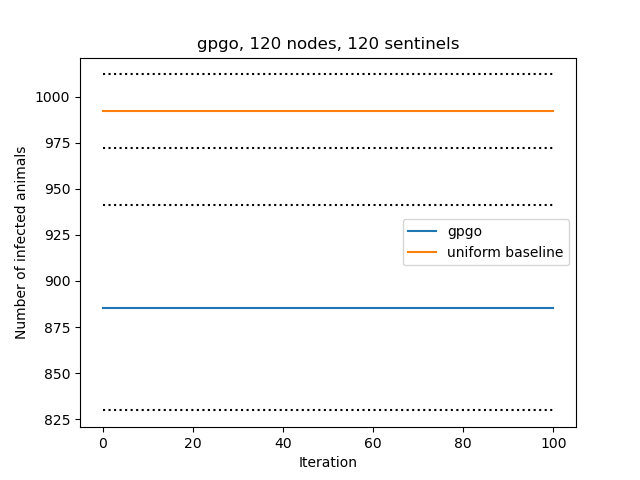 gpgo, 120 nodes, 120 sentinels
Number of infected animals
1000
975
950
925
900
875
850
825
gpgo
uniform baseline
0
20
40
60
80
100
Iteration